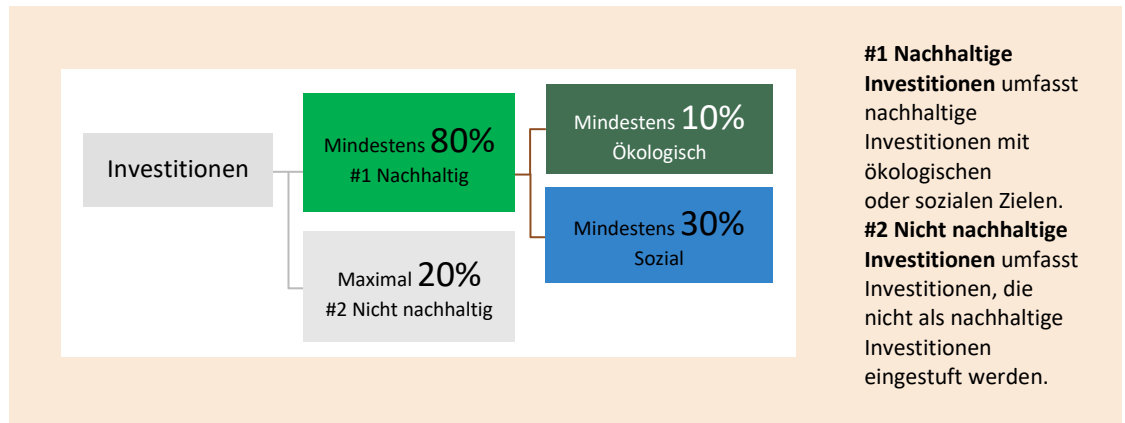 Investitionen
Mindestens 80%
#1 Nachhaltig
Maximal 20%
#2 Nicht nachhaltig
Mindestens 10%
Ökologisch
Mindestens 30%
Sozial
#1 Nachhaltige
Investitionen umfasst
nachhaltige
Investitionen mit
ökologischen
oder sozialen Zielen.
#2 Nicht nachhaltige
Investitionen umfasst
Investitionen, die
nicht als nachhaltige
Investitionen
eingestuft werden.